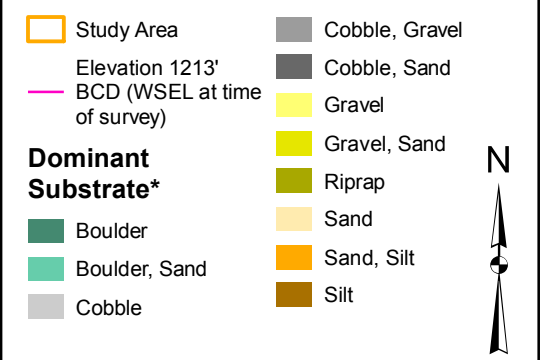 Study Area
Elevation 1213'
BCD (WSEL at time
of survey)
Dominant
Substrate*
Boulder
Boulder, Sand
Cobble
Cobble, Gravel
Cobble, Sand
Gravel
Gravel, Sand
Riprap
Sand
Sand, Silt
Silt
N